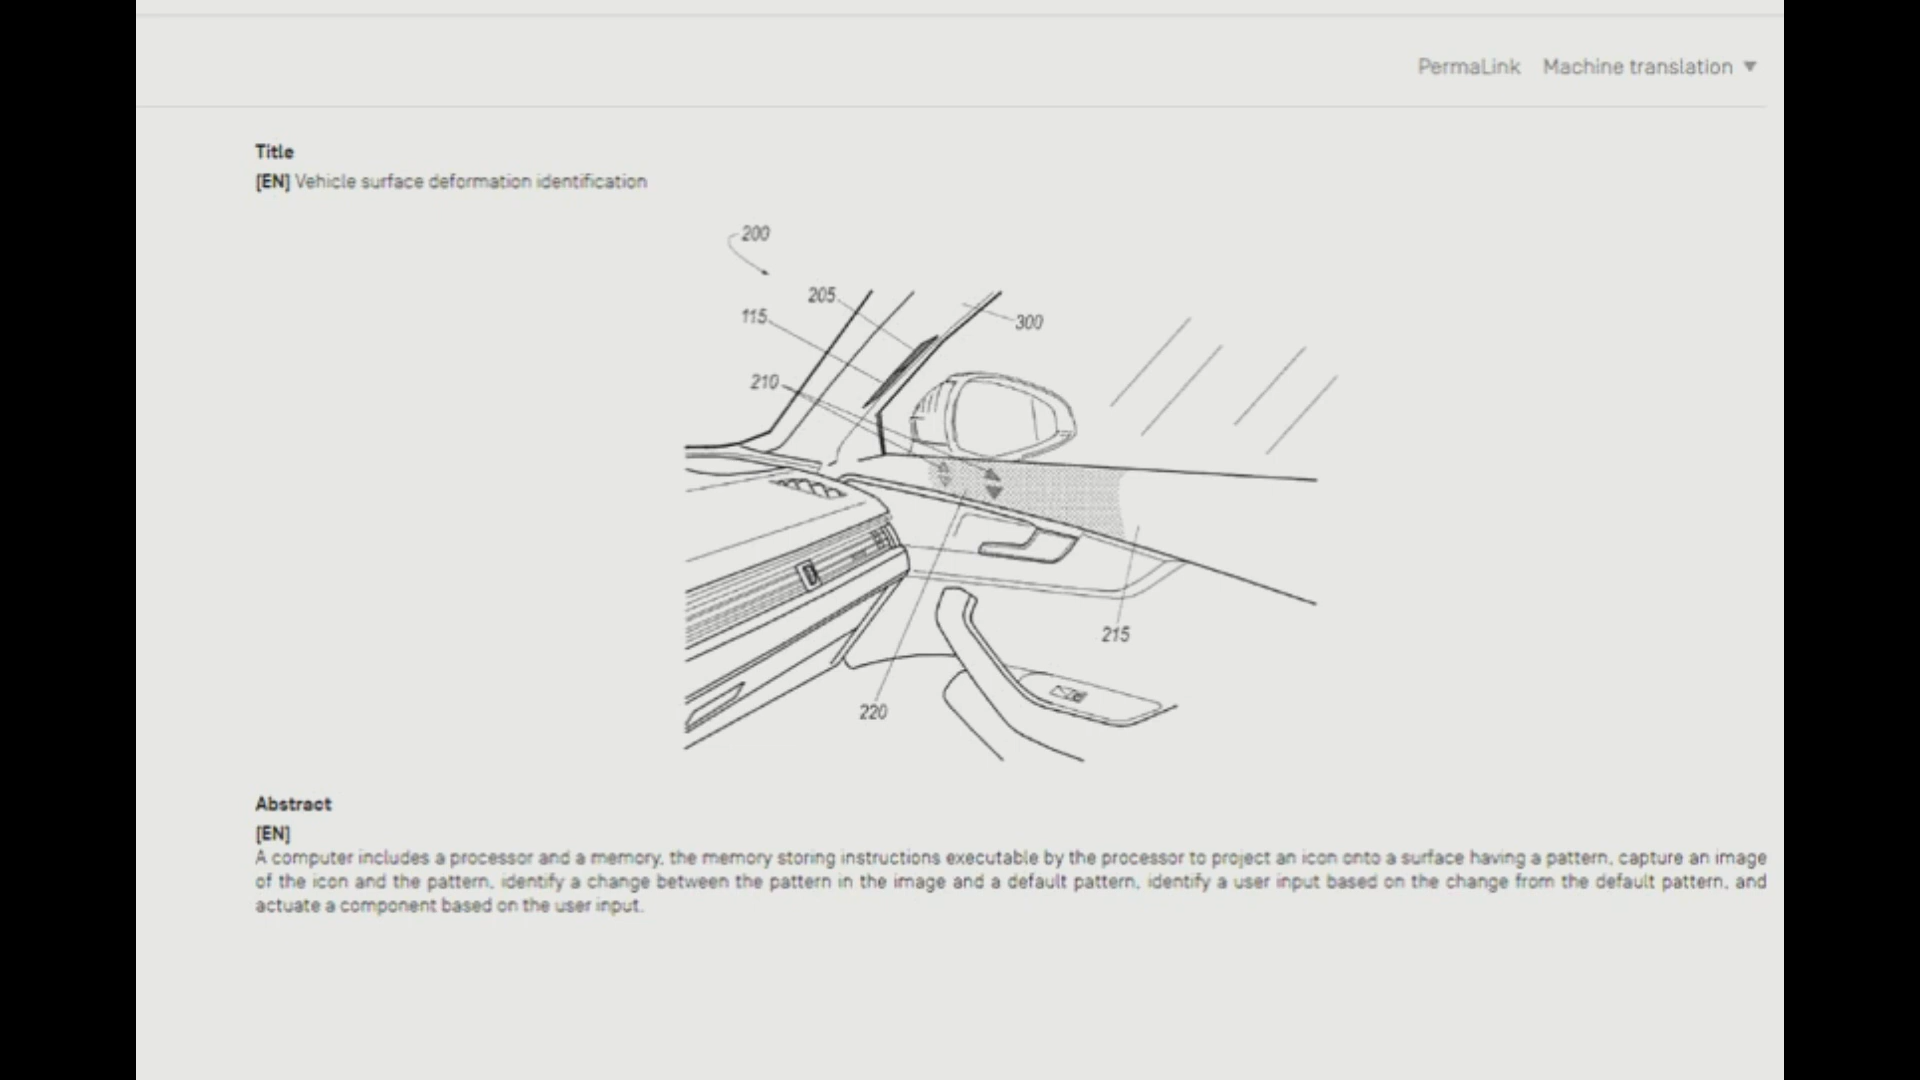 PermaLink Machine translation ▼
Title
[EN] Vehicle surface deformation identification
200
205
115
300
210
215
220
Abstract
[EN]
A computer includes a processor and a memory, the memory storing instructions executable by the processor to project an icon onto a surface having a pattern, capture an image
of the icon and the pattern, identify a change between the pattern in the image and a default pattern, identify a user input based on the change from the default pattern, and
actuate a component based on the user input.